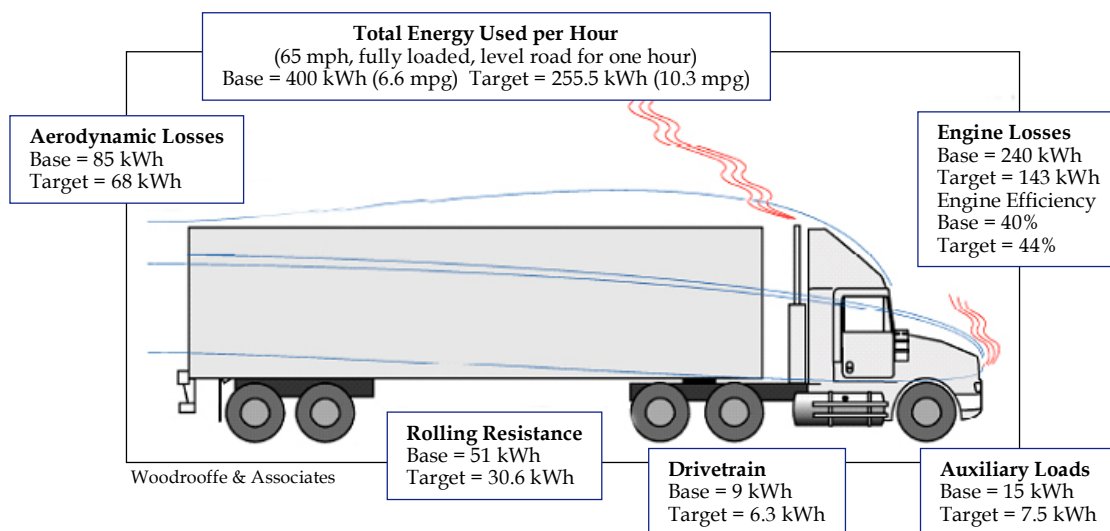 Total Energy Used per Hour
(65 mph, fully loaded, level road for one hour)
Base = 400 kWh (6.6 mpg)  Target = 255.5 kWh (10.3 mpg)
Aerodynamic Losses
Base = 85 kWh
Target = 68 kWh
Engine Losses
Base = 240 kWh
Target = 143 kWh
Engine Efficiency
Base = 40%
Target = 44%
Rolling Resistance
Base = 51 kWh
Target = 30.6 kWh
Drivetrain
Base = 9 kWh
Target = 6.3 kWh
Auxiliary Loads
Base = 15 kWh
Target = 7.5 kWh
Woodrooffe & Associates